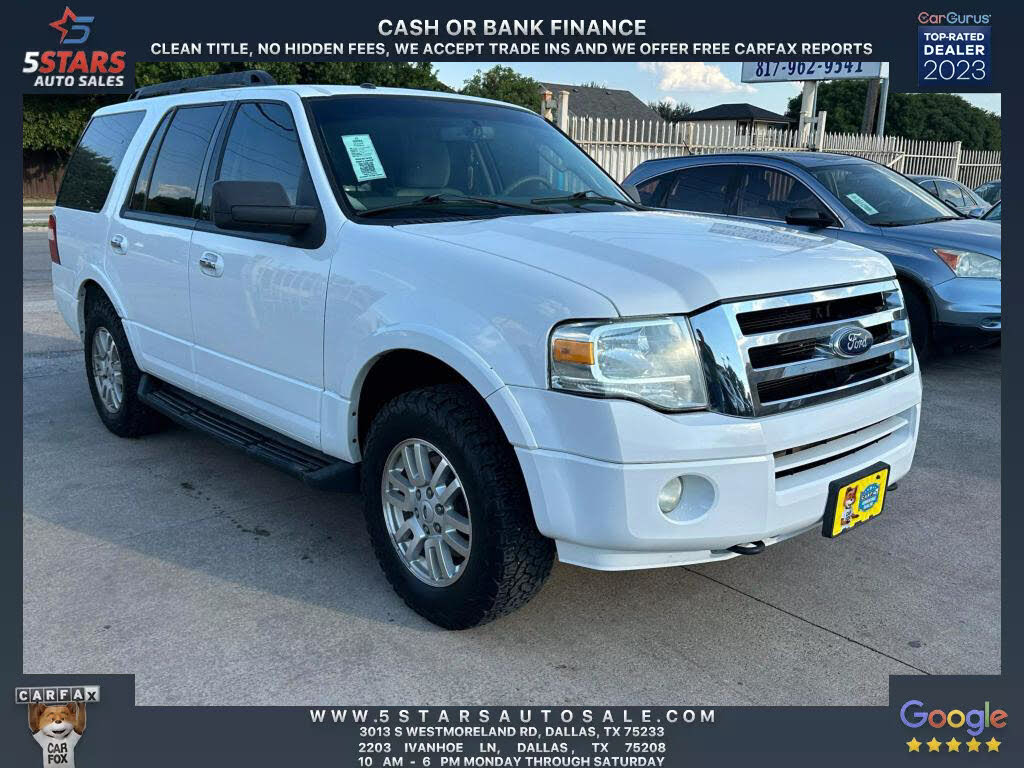 5STARS
AUTO SALES
CASH OR BANK FINANCE
CLEAN TITLE, NO HIDDEN FEES, WE ACCEPT TRADE INS AND WE OFFER FREE CARFAX REPORTS
CarGurus
TOP-RATED
DEALER
2023
817-962-9541
Ford
CARFAX
CAR
FOX
WWW.5STARSAUTOSALE.COM
3013 S WESTMORELAND RD, DALLAS, TX 75233
2203 IVANHOE LN, DALLAS, TX 75208
10 AM - 6 PM MONDAY THROUGH SATURDAY
Google